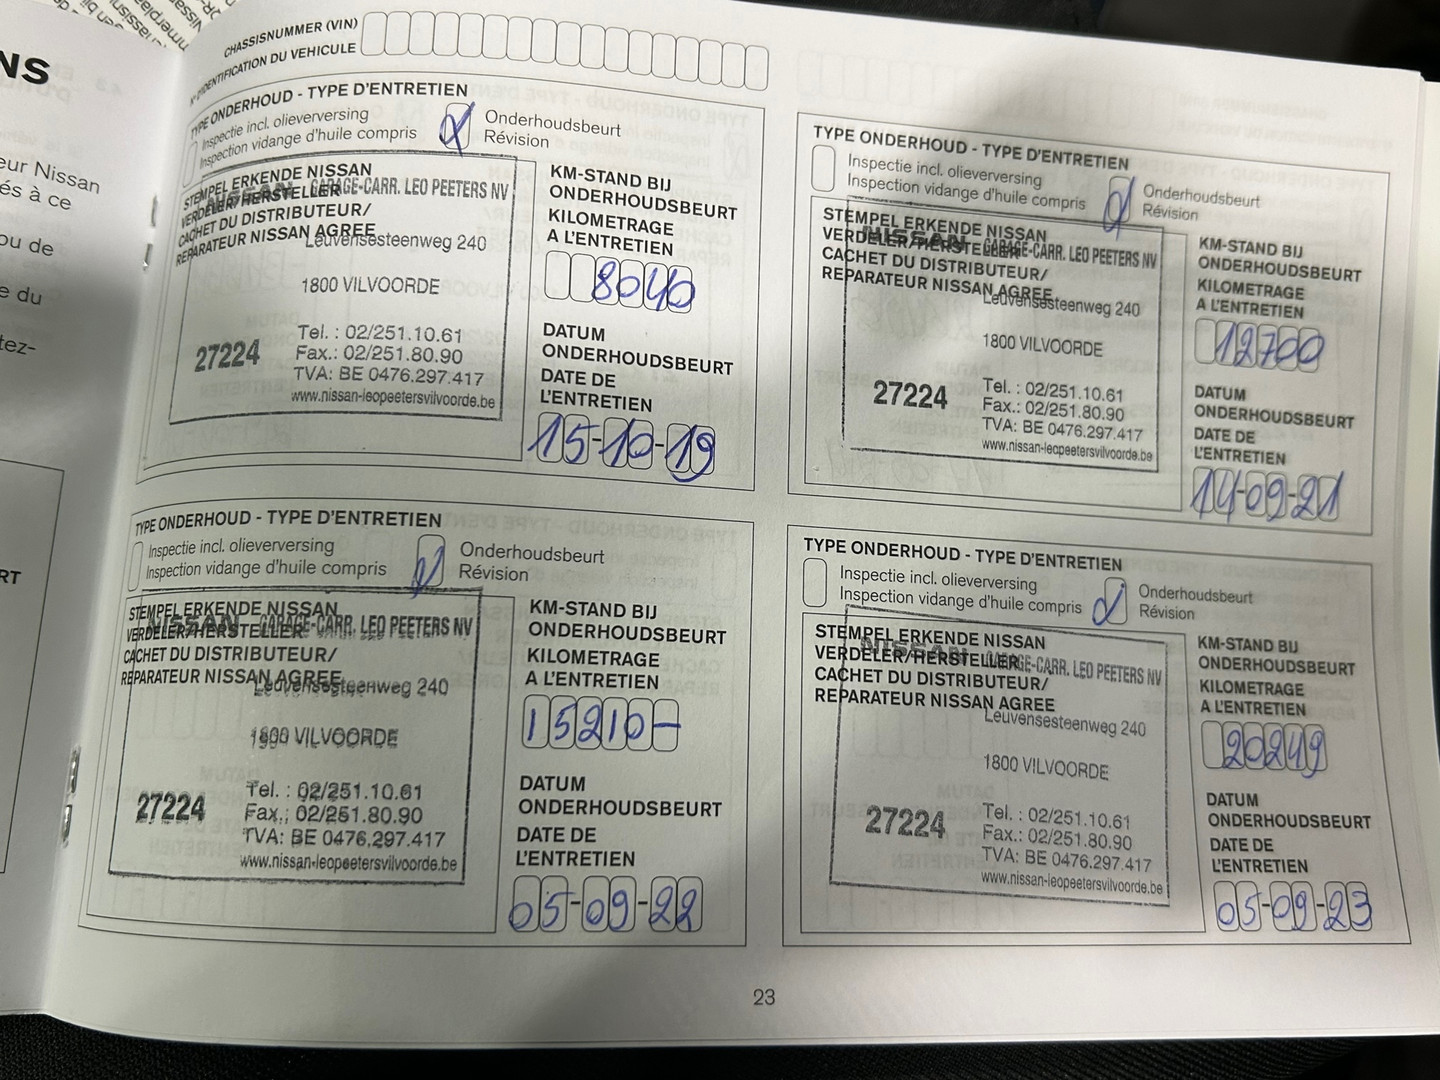 NS
eur Nissan
és à ce
ou de
e du
tez-
RT
CHASSISNUMMER (VIN)
N° D'IDENTIFICATION DU VEHICULE
TYPE ONDERHOUD - TYPE D'ENTRETIEN
Inspectie incl. olieverversing
Inspection vidange d'huile compris
Onderhoudsbeurt
Révision
STEMPEL ERKENDE NISSAN
VERDELER/HERSTELLER
CACHET DU DISTRIBUTEUR/
REPARATEUR NISSAN AGREE
NISSAN GARAGE-CARR. LEO PEETERS NV
Leuvensesteenweg 240
1800 VILVOORDE
27224
Tel. : 02/251.10.61
Fax.: 02/251.80.90
TVA: BE 0476.297.417
www.nissan-leopeetersvilvoorde.be
KM-STAND BIJ
ONDERHOUDSBEURT
KILOMETRAGE
A L'ENTRETIEN
8040
DATUM
ONDERHOUDSBEURT
DATE DE
L'ENTRETIEN
15-10-19
TYPE ONDERHOUD - TYPE D'ENTRETIEN
Inspectie incl. olieverversing
Inspection vidange d'huile compris
Onderhoudsbeurt
Révision
STEMPEL ERKENDE NISSAN
VERDELER/HERSTELLER
CACHET DU DISTRIBUTEUR/
REPARATEUR NISSAN AGREE
NISSAN GARAGE-CARR. LEO PEETERS NV
Leuvensesteenweg 240
1800 VILVOORDE
27224
Tel. : 02/251.10.61
Fax.: 02/251.80.90
TVA: BE 0476.297.417
www.nissan-leopeetersvilvoorde.be
KM-STAND BIJ
ONDERHOUDSBEURT
KILOMETRAGE
A L'ENTRETIEN
12700
DATUM
ONDERHOUDSBEURT
DATE DE
L'ENTRETIEN
14-09-21
TYPE ONDERHOUD - TYPE D'ENTRETIEN
Inspectie incl. olieverversing
Inspection vidange d'huile compris
Onderhoudsbeurt
Révision
STEMPEL ERKENDE NISSAN
VERDELER/HERSTELLER
CACHET DU DISTRIBUTEUR/
REPARATEUR NISSAN AGREE
NISSAN GARAGE-CARR. LEO PEETERS NV
Leuvensesteenweg 240
1800 VILVOORDE
27224
Tel. : 02/251.10.61
Fax.: 02/251.80.90
TVA: BE 0476.297.417
www.nissan-leopeetersvilvoorde.be
KM-STAND BIJ
ONDERHOUDSBEURT
KILOMETRAGE
A L'ENTRETIEN
15210-
DATUM
ONDERHOUDSBEURT
DATE DE
L'ENTRETIEN
05-09-22
TYPE ONDERHOUD - TYPE D'ENTRETIEN
Inspectie incl. olieverversing
Inspection vidange d'huile compris
Onderhoudsbeurt
Révision
STEMPEL ERKENDE NISSAN
VERDELER/HERSTELLER
CACHET DU DISTRIBUTEUR/
REPARATEUR NISSAN AGREE
NISSAN GARAGE-CARR. LEO PEETERS NV
Leuvensesteenweg 240
1800 VILVOORDE
27224
Tel. : 02/251.10.61
Fax.: 02/251.80.90
TVA: BE 0476.297.417
www.nissan-leopeetersvilvoorde.be
KM-STAND BIJ
ONDERHOUDSBEURT
KILOMETRAGE
A L'ENTRETIEN
20249
DATUM
ONDERHOUDSBEURT
DATE DE
L'ENTRETIEN
05-09-23
23